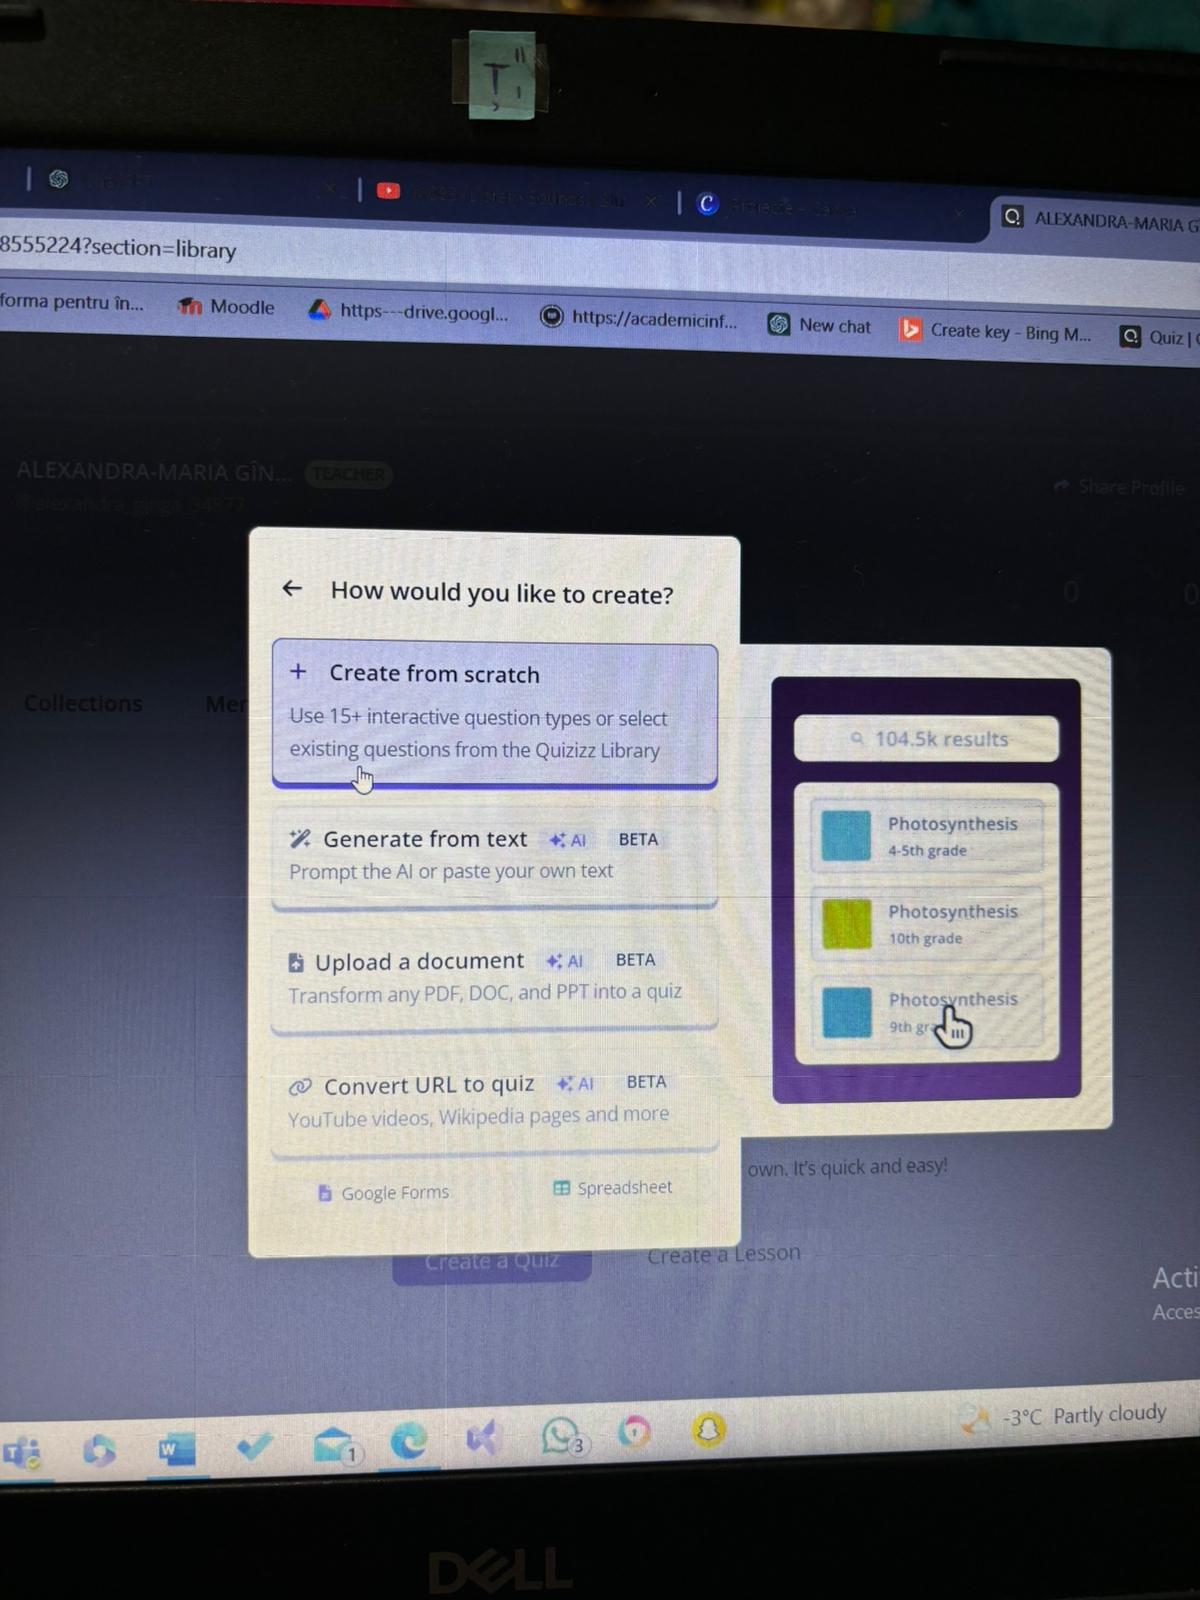 Ț
8555224?section=library
ALEXANDRA-MARIA G
forma pentru în...
Moodle
https---drive.googl...
https://academicinf...
New chat
Create key - Bing M...
Quiz |
ALEXANDRA-MARIA GÎN...
TEACHER
Share Profile
0
0
Collections
Mer
How would you like to create?
+ Create from scratch
Use 15+ interactive question types or select
existing questions from the Quizizz Library
Generate from text AI BETA
Prompt the AI or paste your own text
Upload a document AI BETA
Transform any PDF, DOC, and PPT into a quiz
Convert URL to quiz AI BETA
YouTube videos, Wikipedia pages and more
Google Forms
Spreadsheet
104.5k results
Photosynthesis
4-5th grade
Photosynthesis
10th grade
Photosynthesis
9th gra
own. It's quick and easy!
Create a Quiz
Create a Lesson
Acti
Acces
1
3
-3°C Partly cloudy
DELL